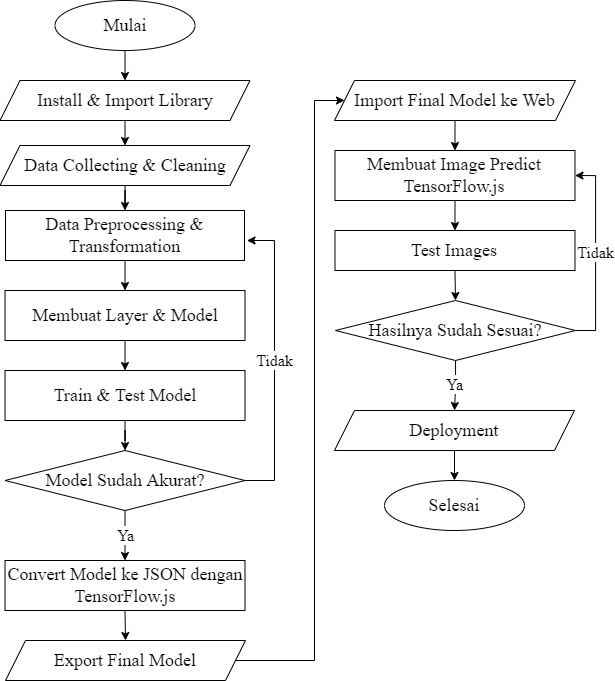 Mulai
Install & Import Library
Data Collecting & Cleaning
Data Preprocessing &
Transformation
Membuat Layer & Model
Train & Test Model
Tidak
Model Sudah Akurat?
Ya
Convert Model ke JSON dengan
TensorFlow.js
Export Final Model
Import Final Model ke Web
Membuat Image Predict
TensorFlow.js
Test Images
Tidak
Hasilnya Sudah Sesuai?
Ya
Deployment
Selesai